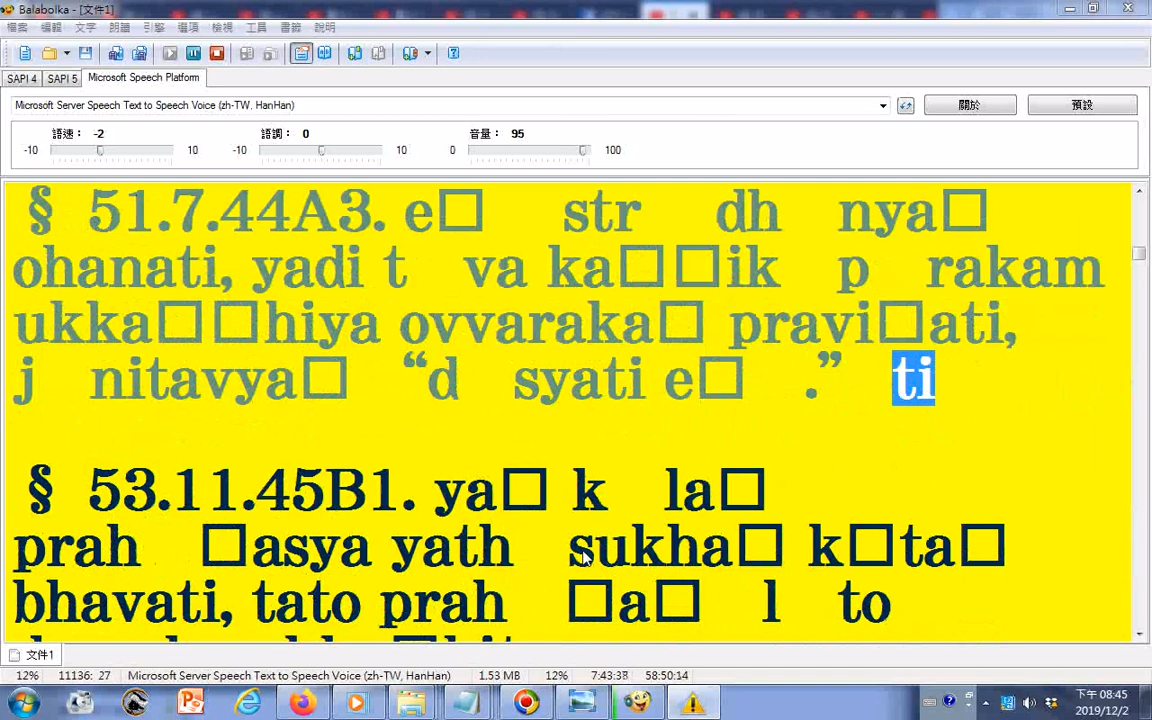 Balabolka - [文件1]
檔案 編輯 文字 朗讀 引擎 選項 檢視 工具 書籤 說明
SAPI 4 SAPI 5 Microsoft Speech Platform
Microsoft Server Speech Text to Speech Voice (zh-TW, HanHan)
關於 預設
語速： -2 語調： 0 音量： 95
-10 10 -10 10 0 100
§ 51.7.44A3. e□ str dh nya□
ohanati, yadi t va ka□□ik p rakam
ukka□□hiya ovvaraka□ pravi□ati,
j nitavya□ “d syati e□ .” ti
§ 53.11.45B1. ya□ k la□
prah □asya yath sukha□ k□ta□
bhavati, tato prah □a□ l to
文件1
12% 11136: 27 Microsoft Server Speech Text to Speech Voice (zh-TW, HanHan) 1.53 MB 12% 7:43:38 58:50:14
下午 08:45
2019/12/2